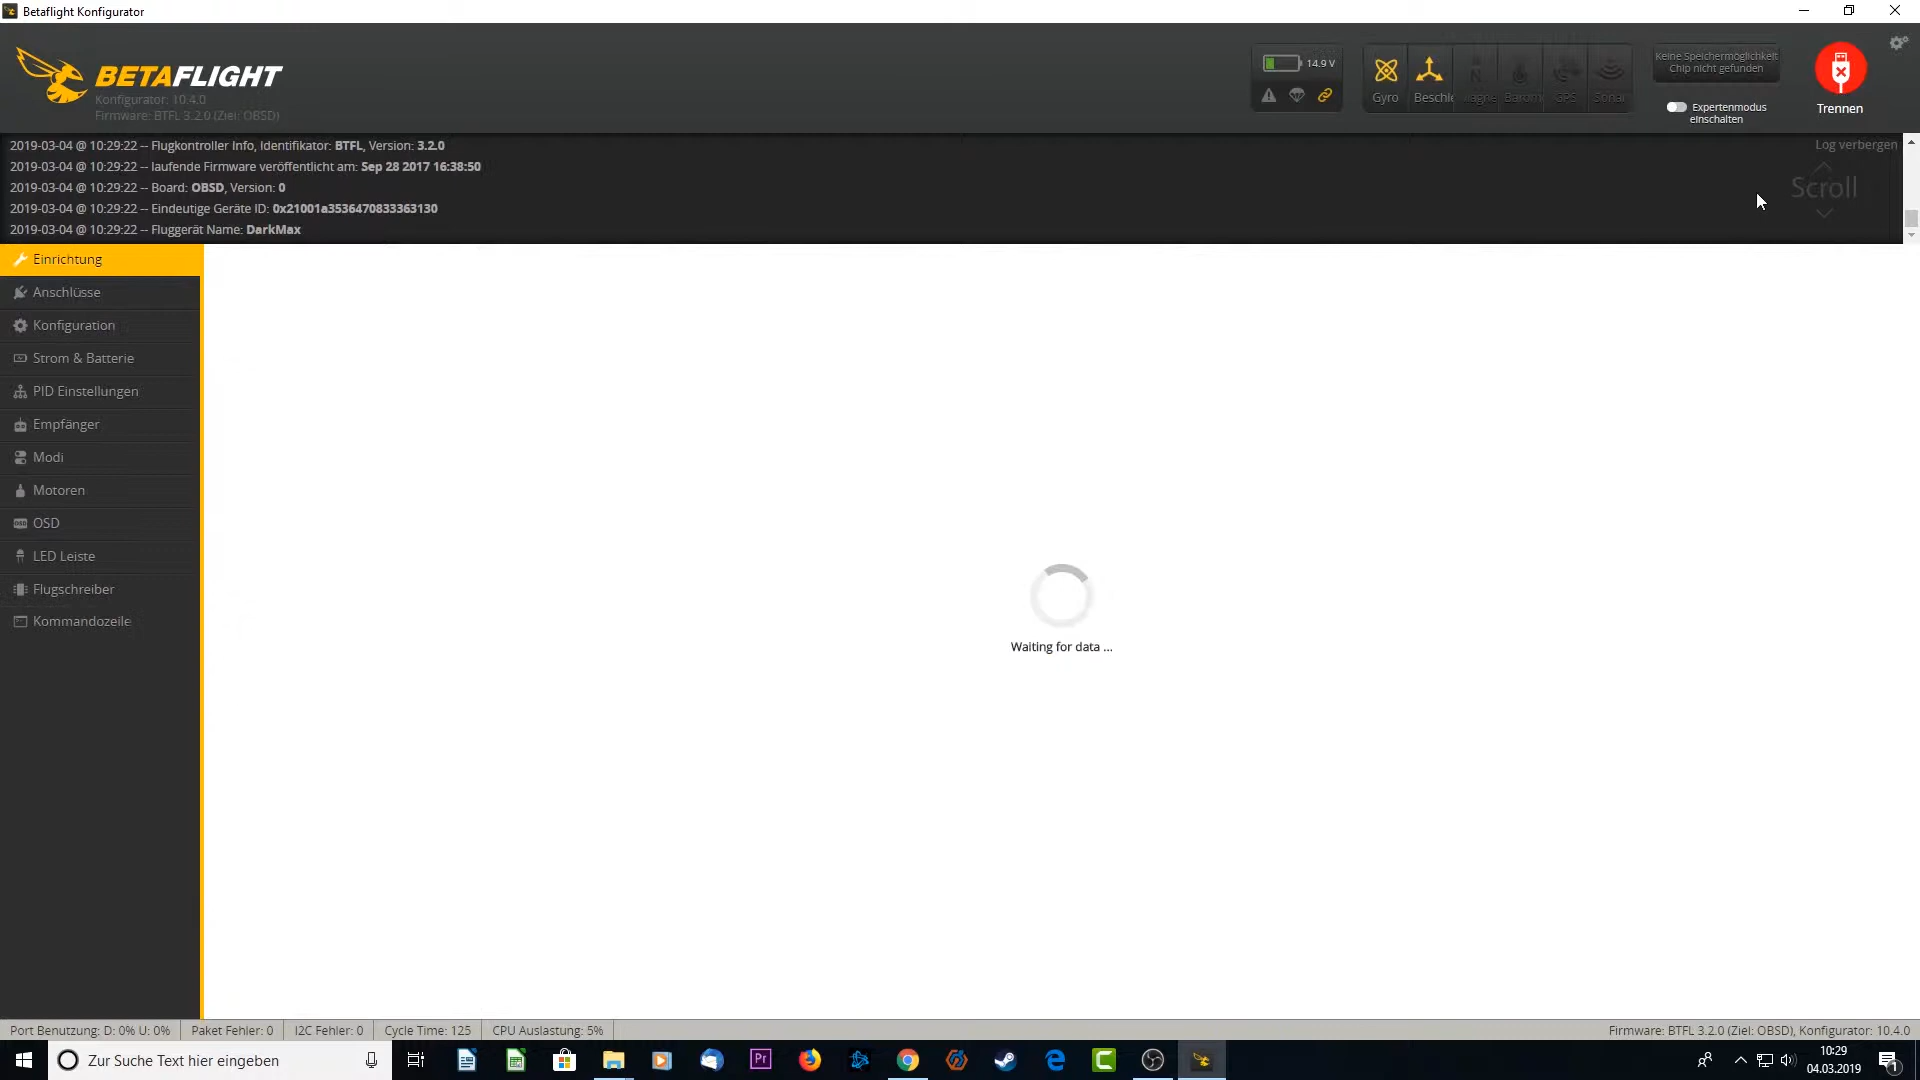 Betaflight Konfigurator
BETAFLIGHT
Konfigurator: 10.4.0
Firmware: BTFL 3.2.0 (Ziel: OBSD)
14.9 V
Gyro
Beschle
Barom
GPS
Sonar
Keine Speichermöglichkeit
Chip nicht gefunden
Expertenmodus
einschalten
Trennen
2019-03-04 @ 10:29:22 -- Flugkontroller Info, Identifikator: BTFL, Version: 3.2.0
2019-03-04 @ 10:29:22 -- laufende Firmware veröffentlicht am: Sep 28 2017 16:38:50
2019-03-04 @ 10:29:22 -- Board: OBSD, Version: 0
2019-03-04 @ 10:29:22 -- Eindeutige Geräte ID: 0x21001a3536470833363130
2019-03-04 @ 10:29:22 -- Fluggerät Name: DarkMax
Log verbergen
Scroll
Einrichtung
Anschlüsse
Konfiguration
Strom & Batterie
PID Einstellungen
Empfänger
Modi
Motoren
OSD
LED Leiste
Flugschreiber
Kommandozeile
Waiting for data ...
Port Benutzung: D: 0% U: 0%
Paket Fehler: 0
I2C Fehler: 0
Cycle Time: 125
CPU Auslastung: 5%
Firmware: BTFL 3.2.0 (Ziel: OBSD), Konfigurator: 10.4.0
Zur Suche Text hier eingeben
Pr
10:29
04.03.2019
1